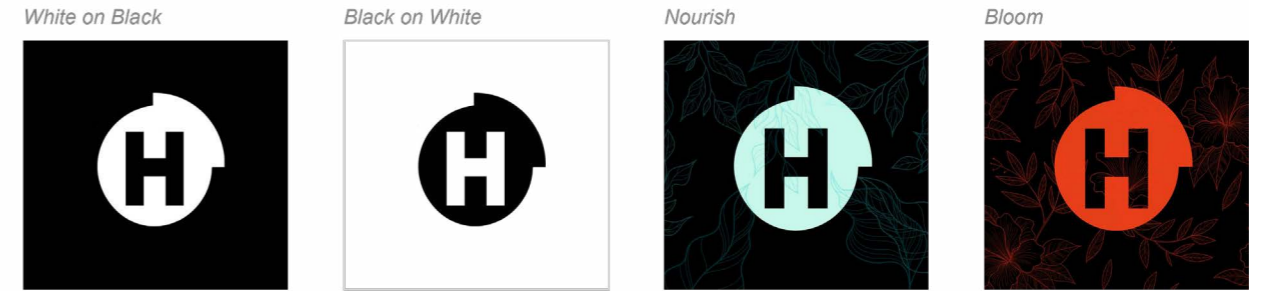 White on Black
Black on White
Nourish
Bloom
H
H
H
H